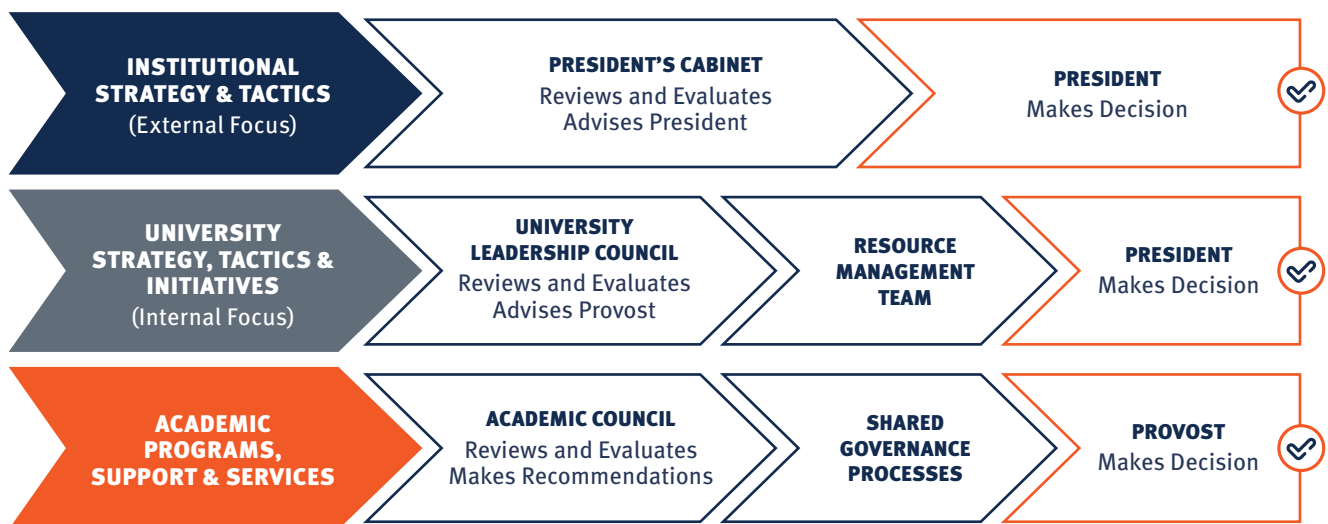 INSTITUTIONAL
STRATEGY & TACTICS
(External Focus)
PRESIDENT’S CABINET
Reviews and Evaluates
Advises President
PRESIDENT
Makes Decision
UNIVERSITY
STRATEGY, TACTICS &
INITIATIVES
(Internal Focus)
UNIVERSITY
LEADERSHIP COUNCIL
Reviews and Evaluates
Advises Provost
RESOURCE
MANAGEMENT
TEAM
PRESIDENT
Makes Decision
ACADEMIC
PROGRAMS,
SUPPORT & SERVICES
ACADEMIC COUNCIL
Reviews and Evaluates
Makes Recommendations
SHARED
GOVERNANCE
PROCESSES
PROVOST
Makes Decision